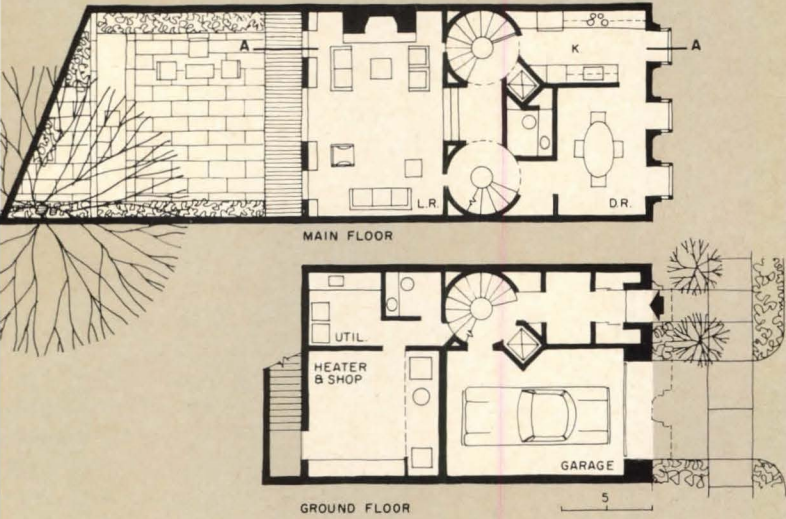 A
A
K
L.R.
D.R.
MAIN FLOOR
UTIL.
HEATER
& SHOP
GARAGE
GROUND FLOOR
5